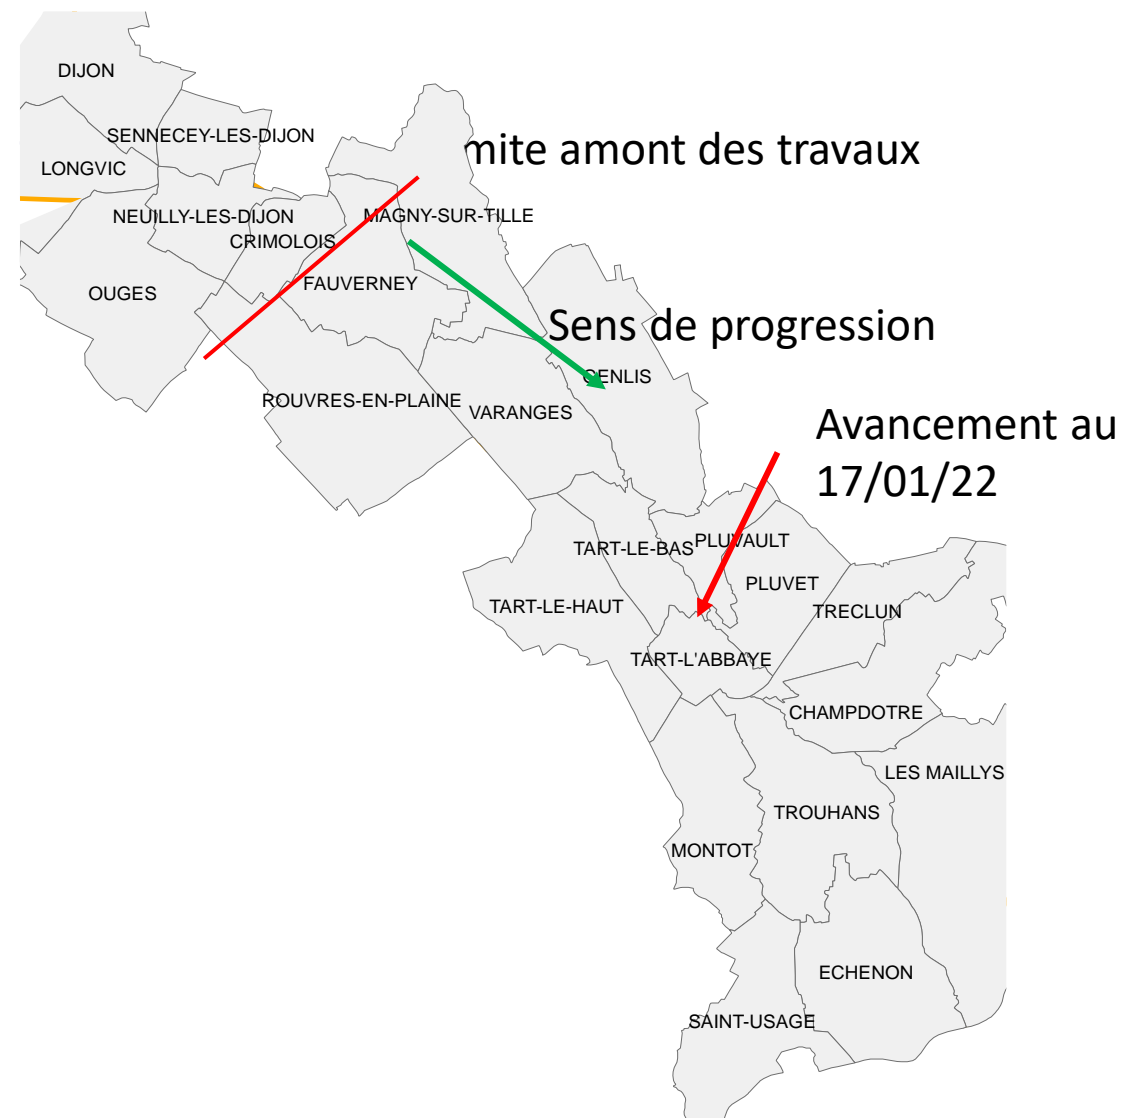 DIJON
SENNECEY-LES-DIJON
mite amont des travaux
LONGVIC
NEUILLY-LES-DIJON
MAGNY-SUR-TILLE
CRIMOLOIS
FAUVERNEY
OUGES
Sens de progression
GENLIS
ROUVRES-EN-PLAINE
VARANGES
Avancement au
17/01/22
TART-LE-BAS
PLUVAULT
PLUVET
TART-LE-HAUT
TRECLUN
TART-L'ABBAYE
CHAMPDOTRE
LES MAILLYS
TROUHANS
MONTOT
ECHENON
SAINT-USAGE